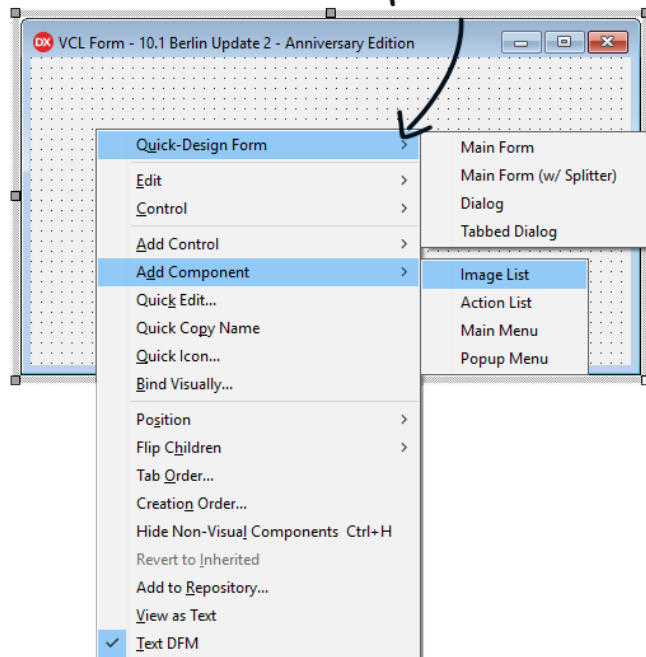 DX VCL Form - 10.1 Berlin Update 2 - Anniversary Edition
Quick-Design Form
Main Form
Main Form (w/ Splitter)
Dialog
Tabbed Dialog
Edit
Control
Add Control
Add Component
Image List
Action List
Main Menu
Popup Menu
Quick Edit...
Quick Copy Name
Quick Icon...
Bind Visually...
Position
Flip Children
Tab Order...
Creation Order...
Hide Non-Visual Components Ctrl+H
Revert to Inherited
Add to Repository...
View as Text
Text DFM